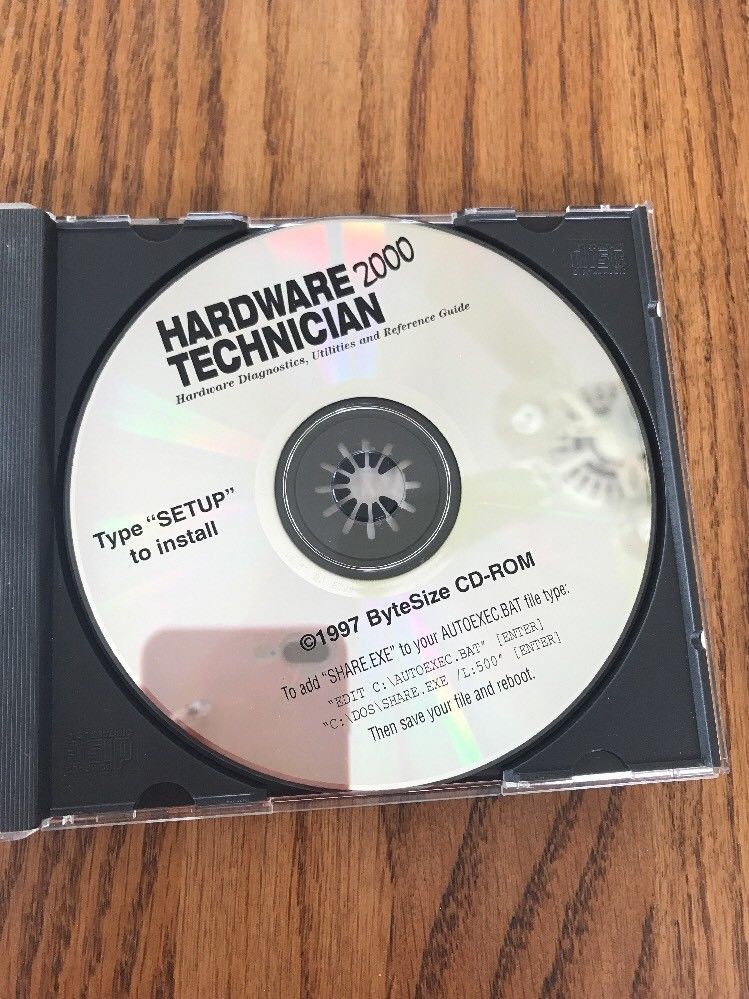 HARDWARE 2000
TECHNICIAN
Hardware Diagnostics, Utilities and Reference Guide
Type “SETUP”
to install
©1997 ByteSize CD-ROM
To add “SHARE.EXE” to your AUTOEXEC.BAT file type:
"EDIT C:\AUTOEXEC.BAT" [ENTER]
"C:\DOS\SHARE.EXE /L:500" [ENTER]
Then save your file and reboot.